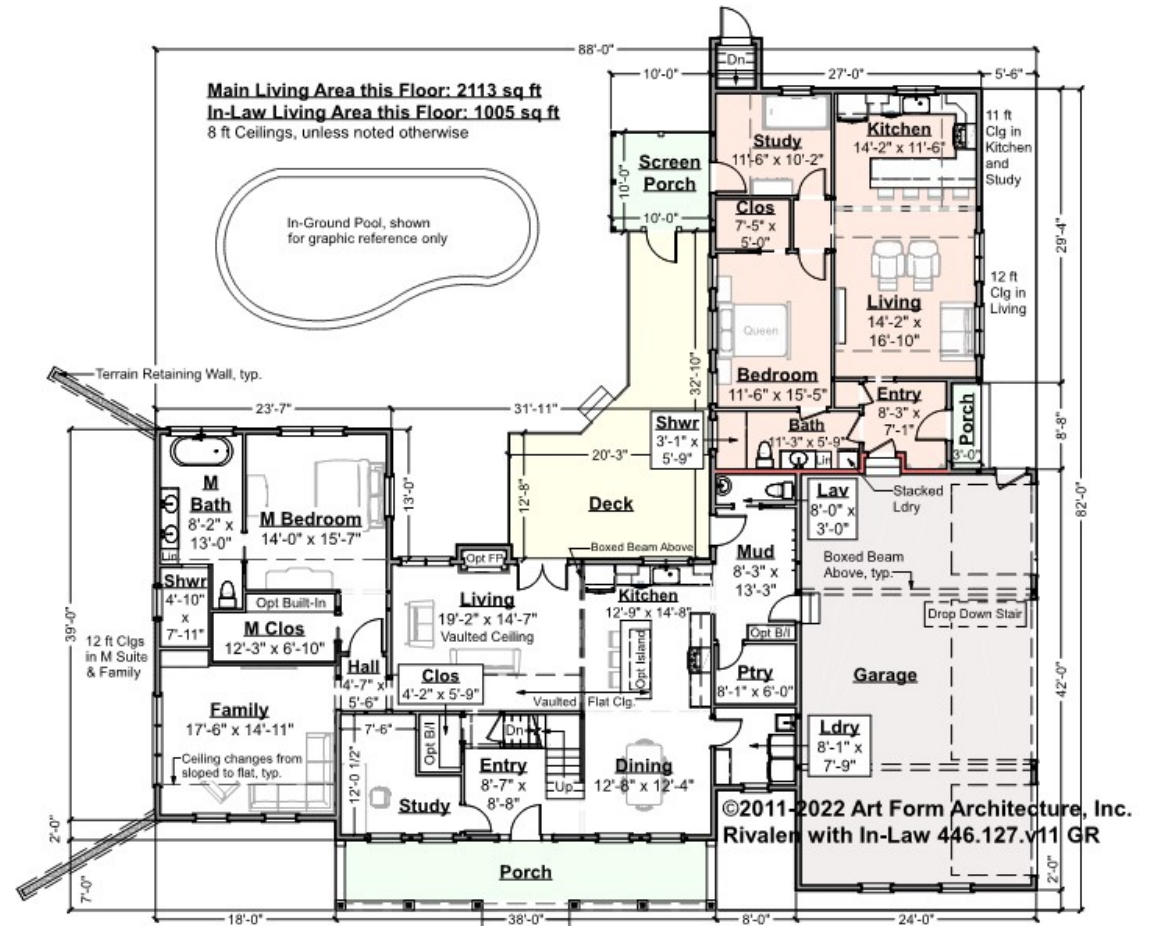 88'-0"
Dn
10'-0"
27'-0"
5'-6"
Main Living Area this Floor: 2113 sq ft
In-Law Living Area this Floor: 1005 sq ft
8 ft Ceilings, unless noted otherwise
Kitchen
14'-2" x 11'-6"
11 ft
Clg in
Kitchen
and
Study
Study
11'-6" x 10'-2"
Screen
Porch
10'-0"
10'-0"
In-Ground Pool, shown
for graphic reference only
Clos
7'-5" x
5'-0"
29'-4"
12 ft
Clg in
Living
Living
14'-2" x
16'-10"
Queen
Bedroom
11'-6" x 15'-5"
32'-10"
Terrain Retaining Wall, typ.
23'-7"
31'-11"
Entry
8'-3" x
7'-1"
Porch
3'-0"
8'-8"
Shwr
3'-1" x
5'-9"
Bath
11'-3" x 5'-9"
Lin
20'-3"
12'-8"
13'-0"
Deck
Stacked
Ldry
82'-0"
M
Bath
8'-2" x
13'-0"
Lin
M Bedroom
14'-0" x 15'-7"
Lav
8'-0" x
3'-0"
Boxed Beam Above
Opt FP
Mud
8'-3" x
13'-3"
Boxed Beam
Above, typ.
Shwr
4'-10"
x
7'-11"
Opt Built-In
M Clos
12'-3" x 6'-10"
Living
19'-2" x 14'-7"
Vaulted Ceiling
Kitchen
12'-9" x 14'-8"
Opt Island
Drop Down Stair
Opt B/I
39'-0"
12 ft Clgs
in M Suite
& Family
Hall
4'-7" x
5'-6"
Clos
4'-2" x 5'-9"
Vaulted
Flat Clg.
Ptry
8'-1" x 6'-0"
Garage
42'-0"
Family
17'-6" x 14'-11"
Ceiling changes from
sloped to flat, typ.
7'-6"
12'-0 1/2"
Opt B/I
Dn
Up
Study
Entry
8'-7" x
8'-8"
Dining
12'-8" x 12'-4"
Ldry
8'-1" x
7'-9"
©2011-2022 Art Form Architecture, Inc.
Rivalen with In-Law 446.127.v11 GR
2'-0"
2'-0"
7'-0"
Porch
18'-0"
38'-0"
8'-0"
24'-0"